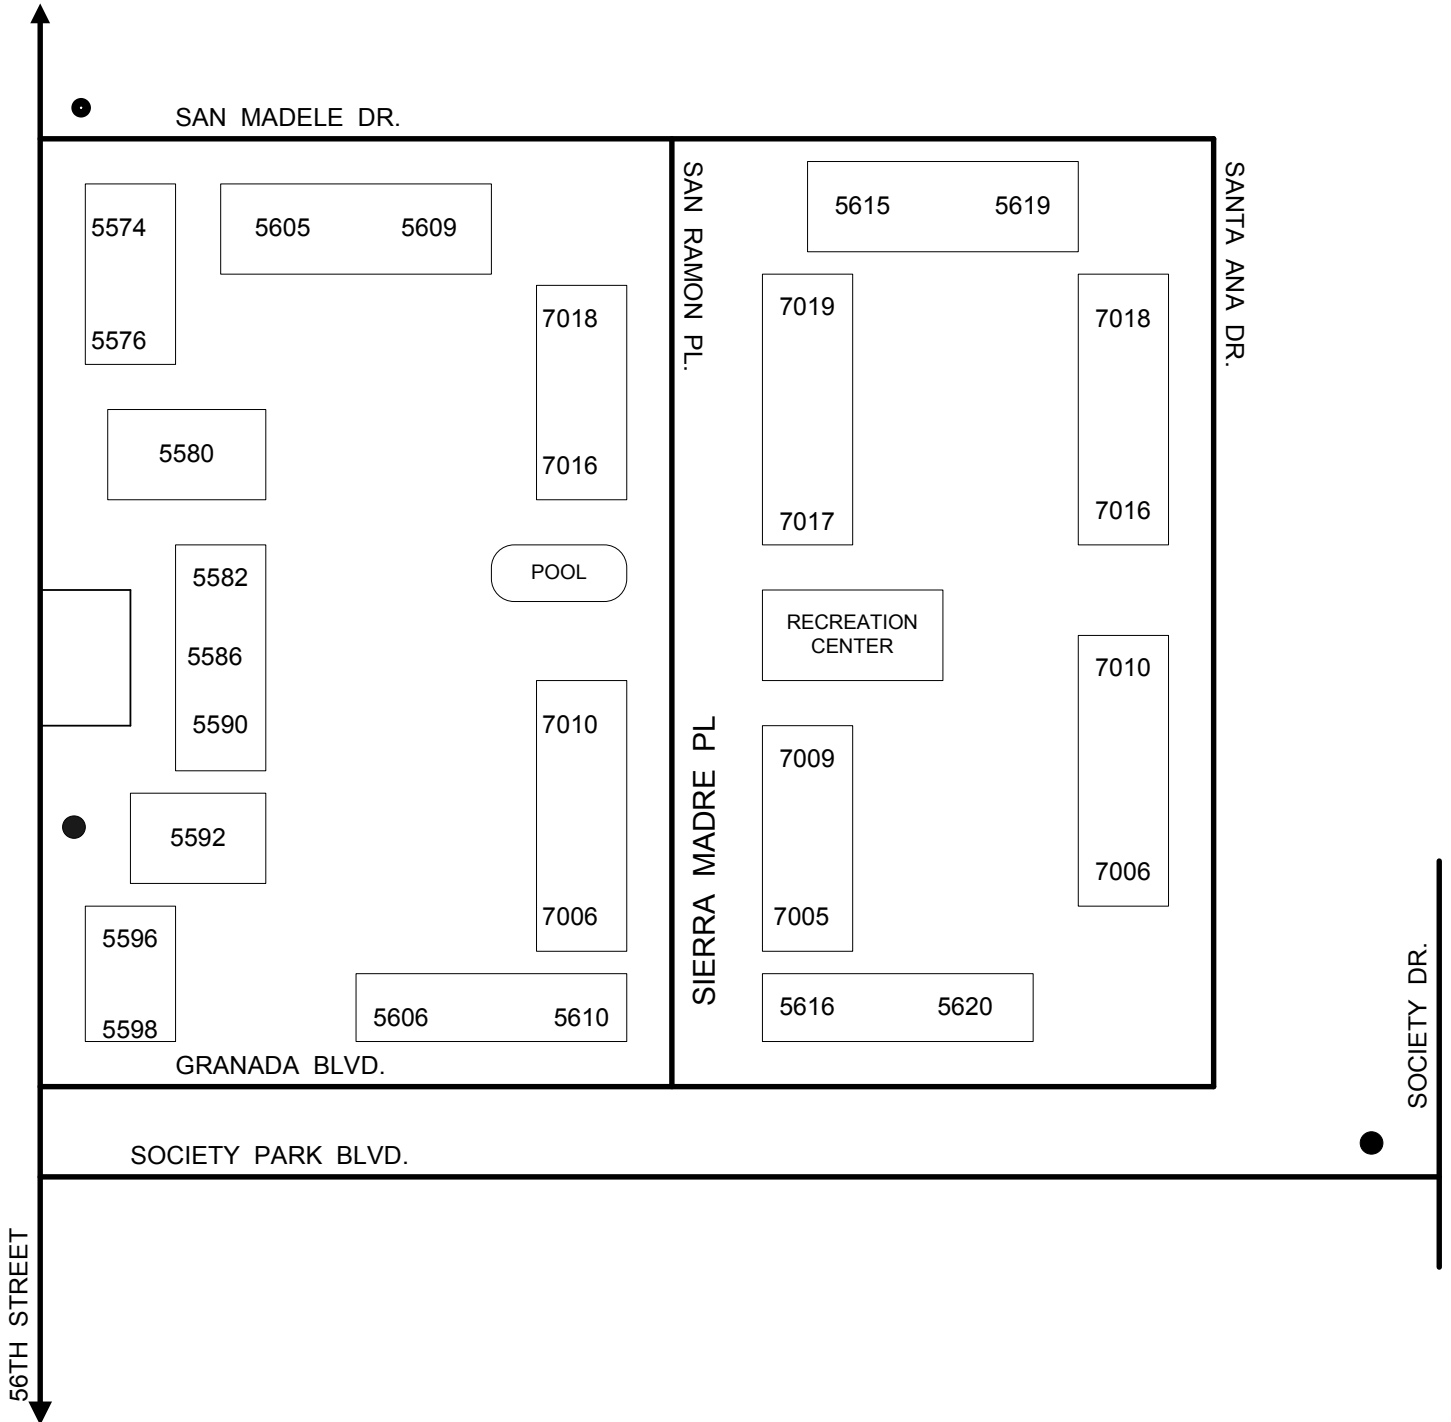 SAN MADELE DR.
SAN RAMON PL.
SANTA ANA DR.
5615 5619
5574
5605 5609
7019
7018
7018
5576
5580
7016
7016
7017
POOL
5582
RECREATION
CENTER
5586
7010
5590
7010
7009
SIERRA MADRE PL
5592
7006
7006
7005
5596
5616 5620
5606 5610
5598
SOCIETY DR.
GRANADA BLVD.
SOCIETY PARK BLVD.
56TH STREET